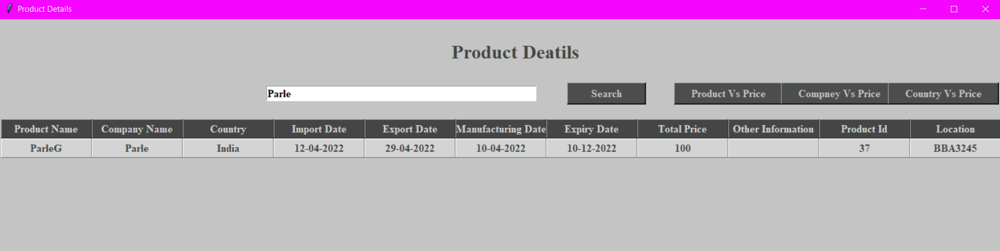 Product Details
Product Deatils
Parle Search Product Vs Price Compney Vs Price Country Vs Price
Product Name Company Name Country Import Date Export Date Manufacturing Date Expiry Date Total Price Other Information Product Id Location
ParleG Parle India 12-04-2022 29-04-2022 10-04-2022 10-12-2022 100 37 BBA3245